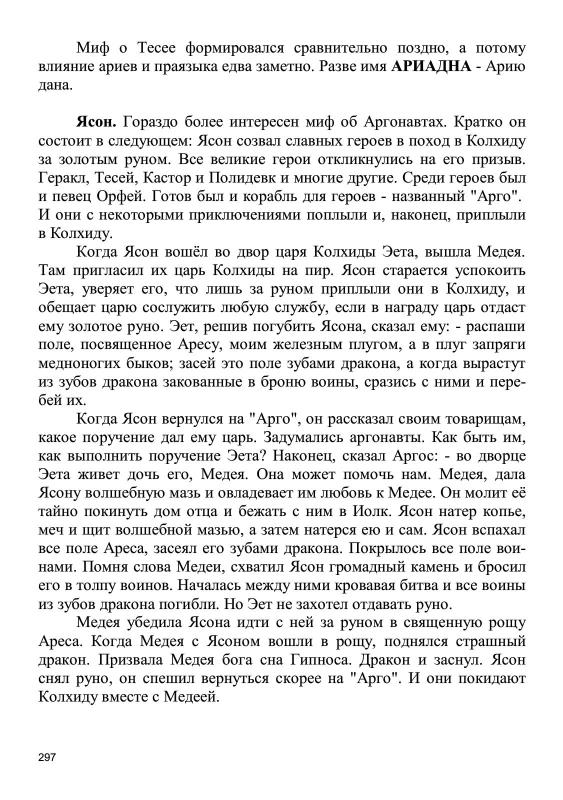 Миф о Тесее формировался сравнительно поздно, а потому
влияние ариев и праязыка едва заметно. Разве имя АРИАДНА - Арию
дана.
Ясон. Гораздо более интересен миф об Аргонавтах. Кратко он
состоит в следующем: Ясон созвал славных героев в поход в Колхиду
за золотым руном. Все великие герои откликнулись на его призыв.
Геракл, Тесей, Кастор и Полидевк и многие другие. Среди героев был
и певец Орфей. Готов был и корабль для героев - названный "Арго".
И они с некоторыми приключениями поплыли и, наконец, приплыли
в Колхиду.
Когда Ясон вошёл во двор царя Колхиды Эета, вышла Медея.
Там пригласил их царь Колхиды на пир. Ясон старается успокоить
Эета, уверяет его, что лишь за руном приплыли они в Колхиду, и
обещает царю сослужить любую службу, если в награду царь отдаст
ему золотое руно. Эет, решив погубить Ясона, сказал ему: - распаши
поле, посвященное Аресу, моим железным плугом, а в плуг запряги
медноногих быков; засей это поле зубами дракона, а когда вырастут
из зубов дракона закованные в броню воины, сразись с ними и пере-
бей их.
Когда Ясон вернулся на "Арго", он рассказал своим товарищам,
какое поручение дал ему царь. Задумались аргонавты. Как быть им,
как выполнить поручение Эета? Наконец, сказал Аргос: - во дворце
Эета живет дочь его, Медея. Она может помочь нам. Медея, дала
Ясону волшебную мазь и овладевает им любовь к Медее. Он молит её
тайно покинуть дом отца и бежать с ним в Иолк. Ясон натер копье,
меч и щит волшебной мазью, а затем натерся ею и сам. Ясон вспахал
все поле Ареса, засеял его зубами дракона. Покрылось все поле вои-
нами. Помня слова Медеи, схватил Ясон громадный камень и бросил
его в толпу воинов. Началась между ними кровавая битва и все воины
из зубов дракона погибли. Но Эет не захотел отдавать руно.
Медея убедила Ясона идти с ней за руном в священную рощу
Ареса. Когда Медея с Ясоном вошли в рощу, поднялся страшный
дракон. Призвала Медея бога сна Гипноса. Дракон и заснул. Ясон
снял руно, он спешил вернуться скорее на "Арго". И они покидают
Колхиду вместе с Медеей.
297